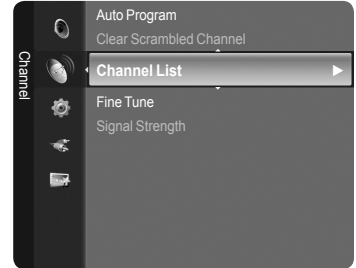 Channel
Auto Program
Clear Scrambled Channel
Channel List
Fine Tune
Signal Strength